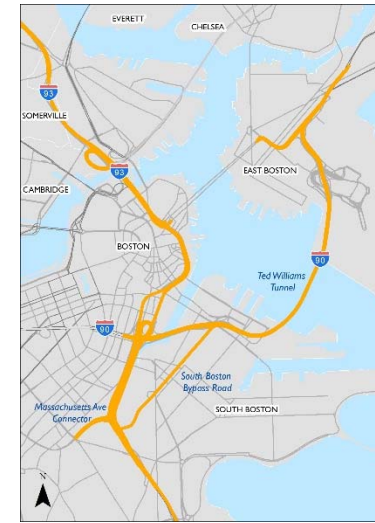 EVERETT
CHELSEA
93
SOMERVILLE
93
CAMBRIDGE
EAST BOSTON
BOSTON
90
Ted Williams
Tunnel
90
South Boston
Bypass Road
Massachusetts Ave
Connector
SOUTH BOSTON
N